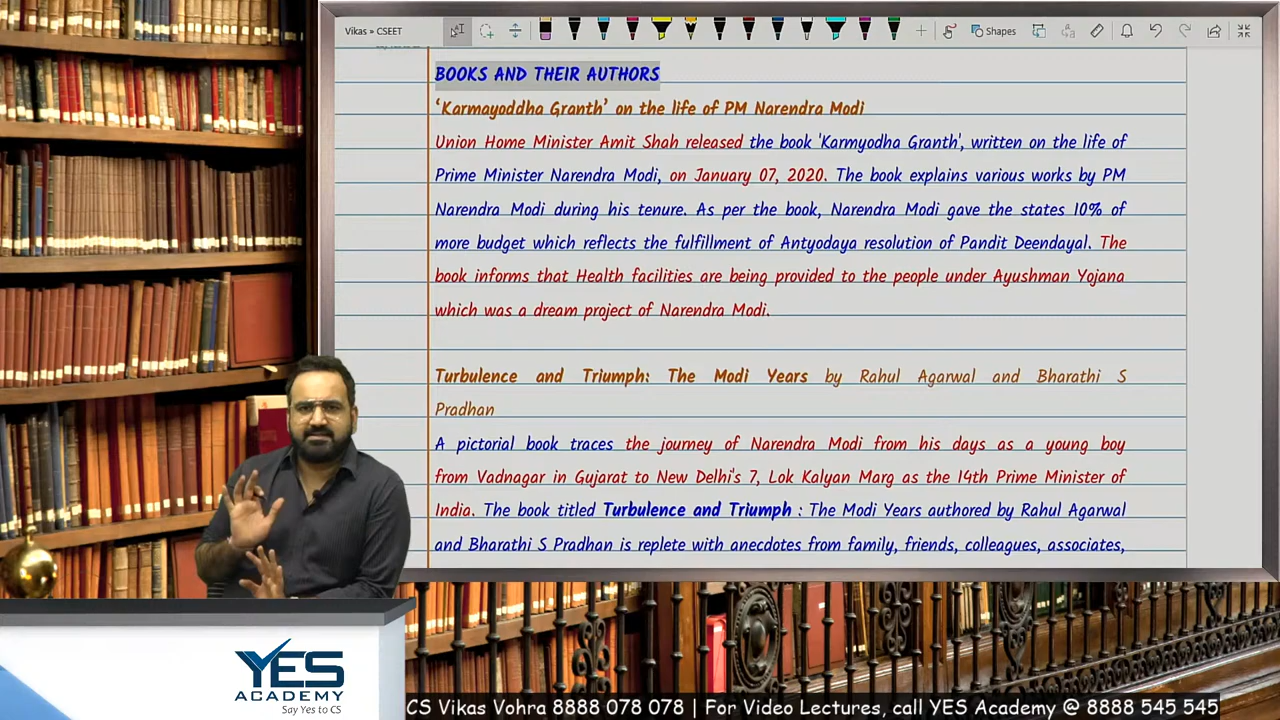 Vikas » CSEET
Shapes
BOOKS AND THEIR AUTHORS
‘Karmayoddha Granth’ on the life of PM Narendra Modi
Union Home Minister Amit Shah released the book 'Karmyodha Granth', written on the life of
Prime Minister Narendra Modi, on January 07, 2020. The book explains various works by PM
Narendra Modi during his tenure. As per the book, Narendra Modi gave the states 10% of
more budget which reflects the fulfillment of Antyodaya resolution of Pandit Deendayal. The
book informs that Health facilities are being provided to the people under Ayushman Yojana
which was a dream project of Narendra Modi.
Turbulence and Triumph: The Modi Years by Rahul Agarwal and Bharathi S
Pradhan
A pictorial book traces the journey of Narendra Modi from his days as a young boy
from Vadnagar in Gujarat to New Delhi's 7, Lok Kalyan Marg as the 14th Prime Minister of
India. The book titled Turbulence and Triumph : The Modi Years authored by Rahul Agarwal
and Bharathi S Pradhan is replete with anecdotes from family, friends, colleagues, associates,
YES
ACADEMY
Say Yes to CS
CS Vikas Vohra 8888 078 078 | For Video Lectures, call YES Academy @ 8888 545 545